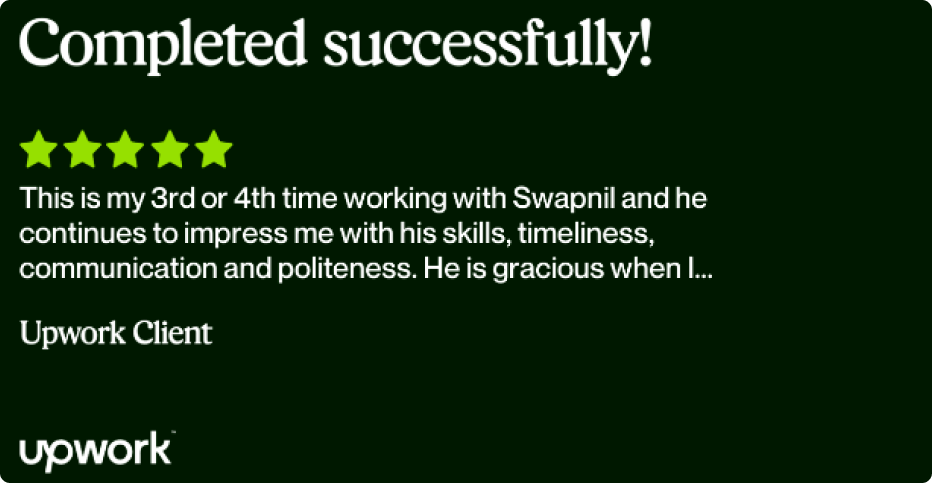 Completed successfully!
This is my 3rd or 4th time working with Swapnil and he
continues to impress me with his skills, timeliness,
communication and politeness. He is gracious when I...
Upwork Client
upwork™